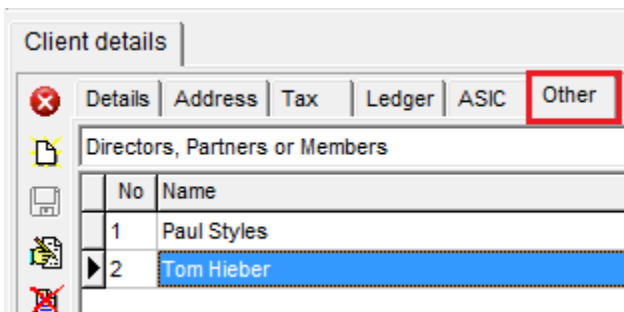 Client details
Details Address Tax Ledger ASIC Other
Directors, Partners or Members
No Name
1 Paul Styles
2 Tom Hieber